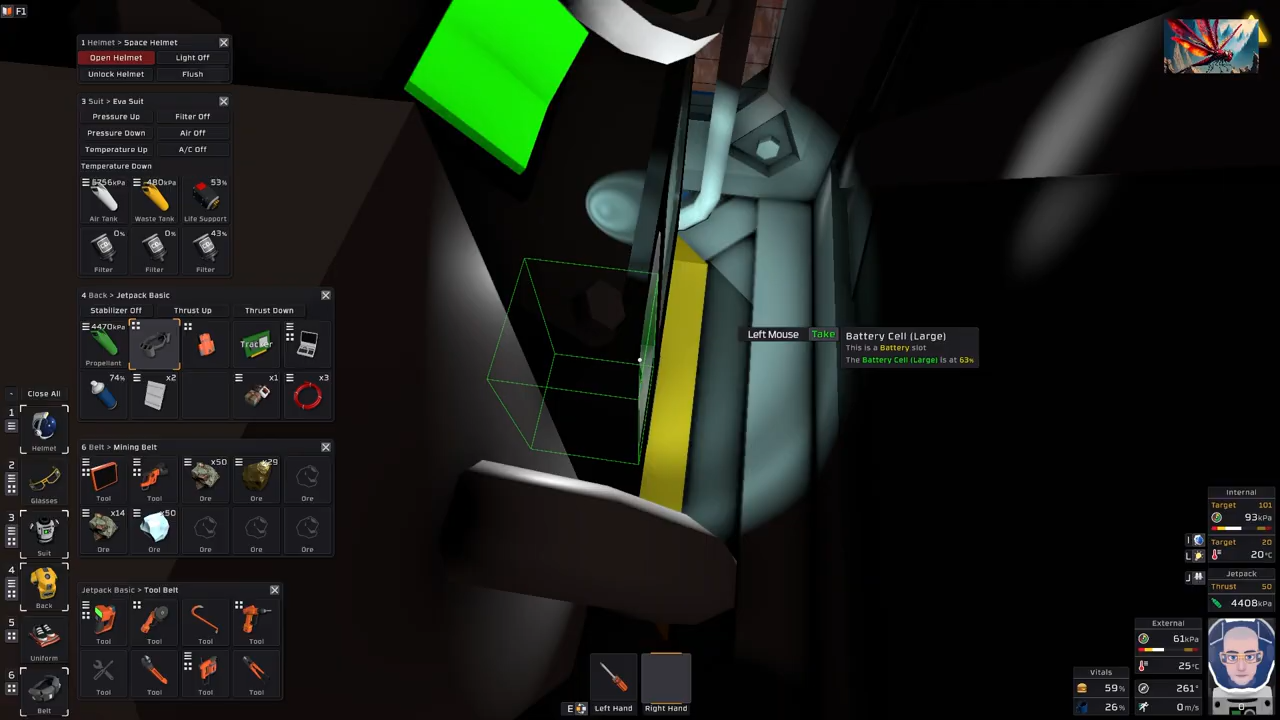 F1
1 Helmet > Space Helmet
Open Helmet
Light Off
Unlock Helmet
Flush
3 Suit > Eva Suit
Pressure Up
Filter Off
Pressure Down
Air Off
Temperature Up
A/C Off
Temperature Down
480kPa
53%
Air Tank
Waste Tank
Life Support
0%
0%
43%
Filter
Filter
Filter
4 Back > Jetpack Basic
Stabilizer Off
Thrust Up
Thrust Down
4470kPa
Tracker
Propellant
74%
x2
x1
x3
6 Belt > Mining Belt
x50
x29
Tool
Tool
Ore
Ore
Ore
x14
x50
Ore
Ore
Ore
Ore
Ore
Jetpack Basic > Tool Belt
Tool
Tool
Tool
Tool
Tool
Tool
Tool
Tool
- Close All
1
Helmet
2
Glasses
3
Suit
4
Back
5
Uniform
6
Belt
Left Mouse
Take
Battery Cell (Large)
This is a Battery slot
The Battery Cell (Large) is at 63%
E
Left Hand
Right Hand
Internal
Target 101
93kPa
Target 20
20°C
I
L
J
Jetpack
Thrust 50
4408kPa
External
61kPa
25°C
Vitals
59%
261°
26%
0m/s
0